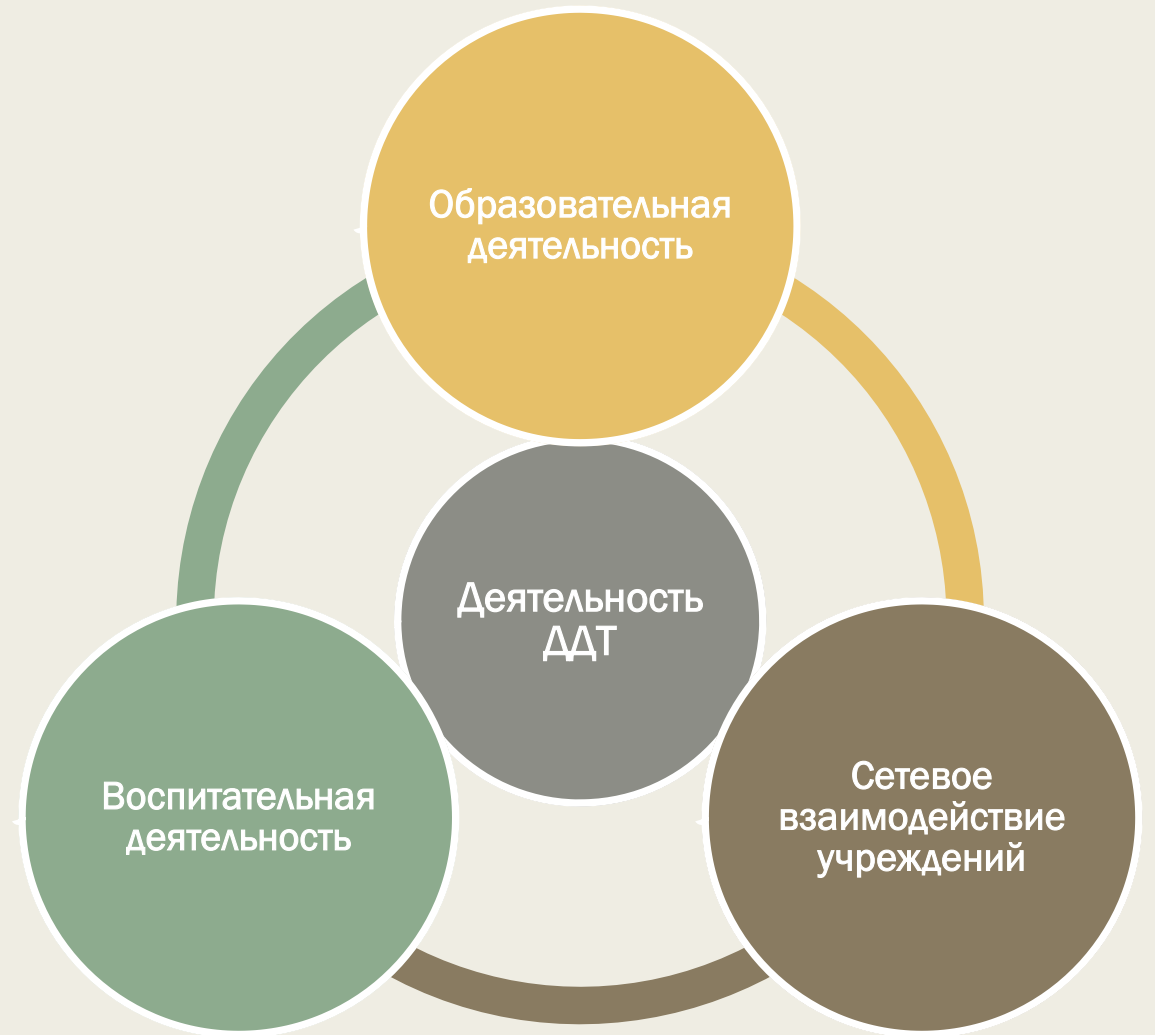 Образовательная
деятельность
Деятельность
ДДТ
Воспитательная
деятельность
Сетевое
взаимодействие
учреждений